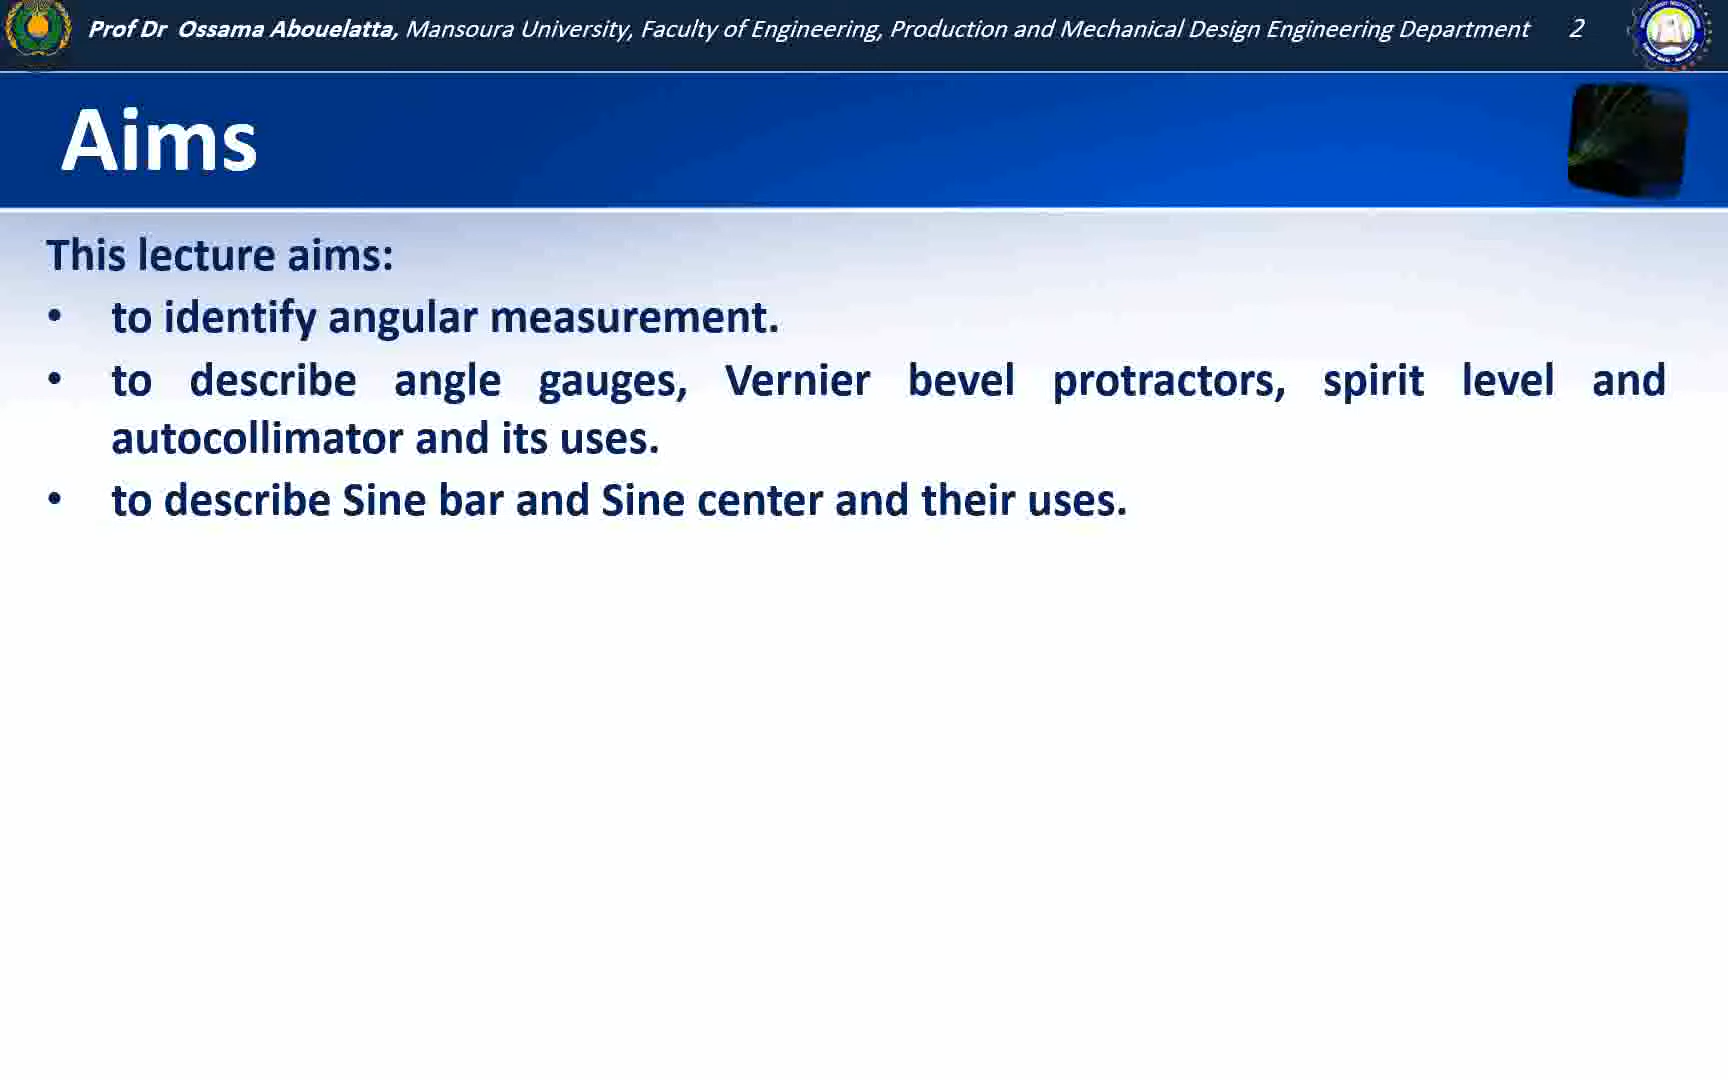 Prof Dr Ossama Abouelatta, Mansoura University, Faculty of Engineering, Production and Mechanical Design Engineering Department 2
Aims
This lecture aims:
• to identify angular measurement.
• to describe angle gauges, Vernier bevel protractors, spirit level and
autocollimator and its uses.
• to describe Sine bar and Sine center and their uses.